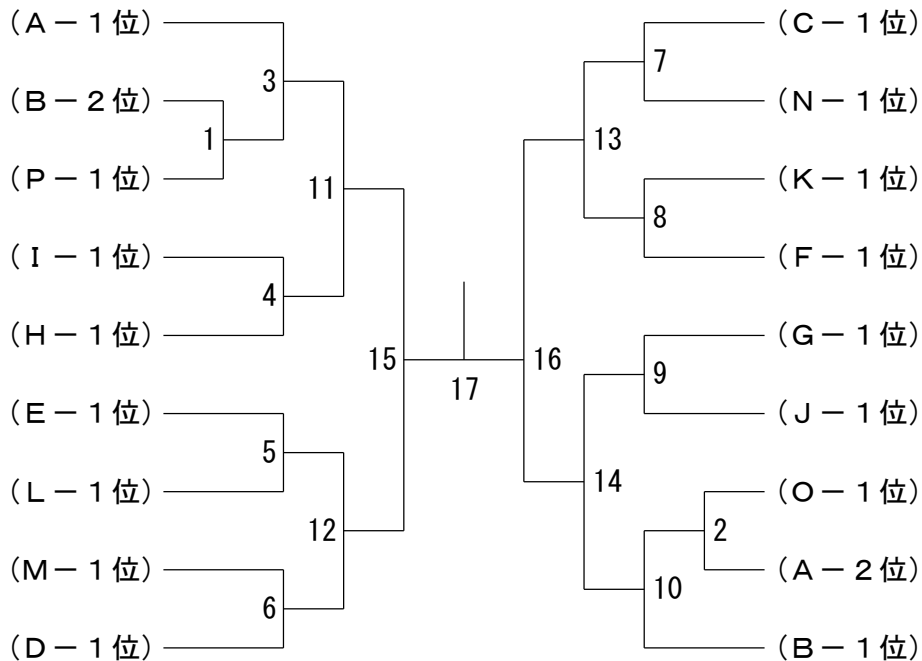 （A－1位）
（B－2位）
（P－1位）
（I－1位）
（H－1位）
（E－1位）
（L－1位）
（M－1位）
（D－1位）
3
1
11
4
5
12
6
15
17
16
13
7
8
14
9
2
10
（C－1位）
（N－1位）
（K－1位）
（F－1位）
（G－1位）
（J－1位）
（O－1位）
（A－2位）
（B－1位）